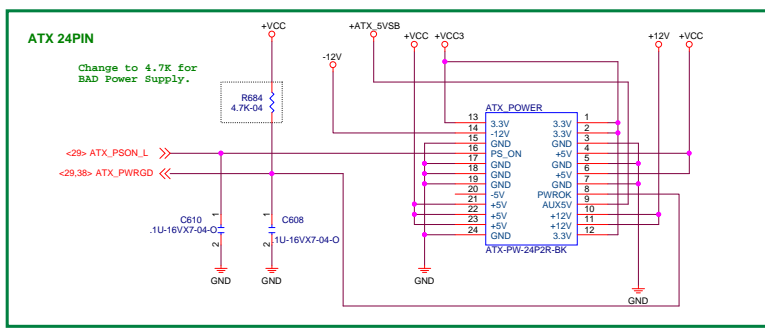 ATX 24PIN
+VCC
+ATX_5VSB
+VCC
+VCC3
+12V
+VCC
-12V
Change to 4.7K for
BAD Power Supply.
R684
4.7K-04
ATX_POWER
13 3.3V 3.3V 1
14 -12V 3.3V 2
15 GND GND 3
16 PS_ON +5V 4
17 GND GND 5
18 GND +5V 6
19 GND GND 7
20 -5V PWROK 8
21 +5V AUX5V 9
22 +5V +12V 10
23 +5V +12V 11
24 GND 3.3V 12
ATX-PW-24P2R-BK
<29> ATX_PSON_L
<29,38> ATX_PWRGD
1 C610
.1U-16VX7-04-O
2
1 C608
.1U-16VX7-04-O
2
GND
GND
GND
GND